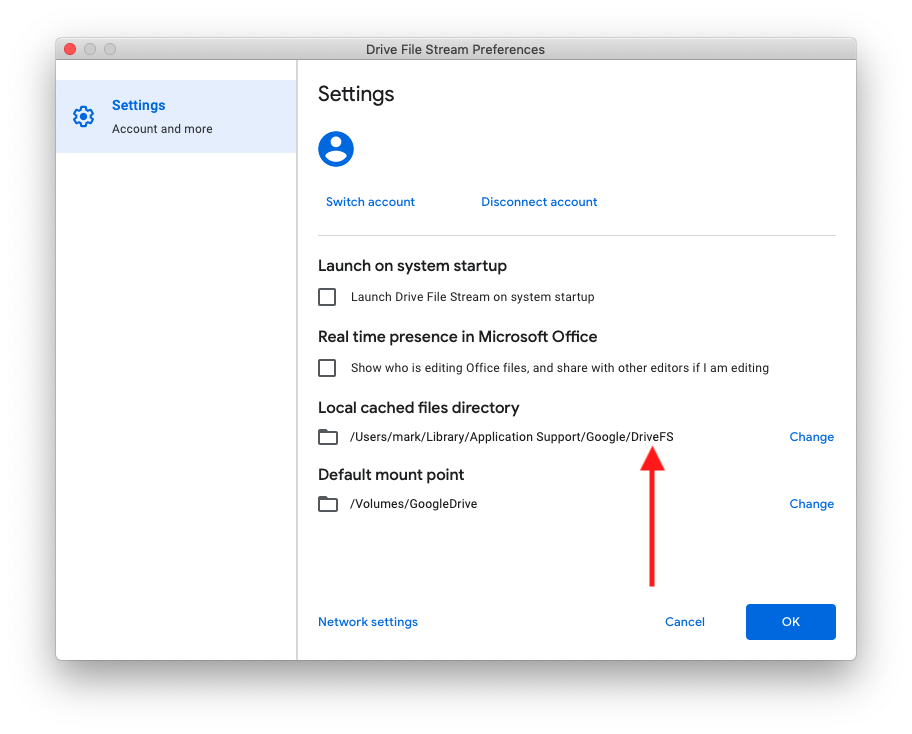 Drive File Stream Preferences
Settings
Account and more
Settings
Switch account
Disconnect account
Launch on system startup
Launch Drive File Stream on system startup
Real time presence in Microsoft Office
Show who is editing Office files, and share with other editors if I am editing
Local cached files directory
/Users/mark/Library/Application Support/Google/DriveFS
Change
Default mount point
/Volumes/GoogleDrive
Change
Network settings
Cancel
OK